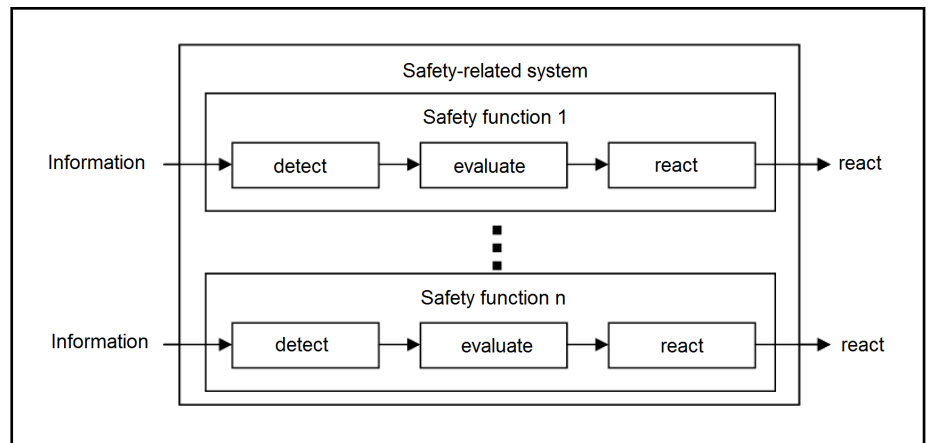 Safety-related system
Safety function 1
Information detect evaluate react react
Safety function n
Information detect evaluate react react